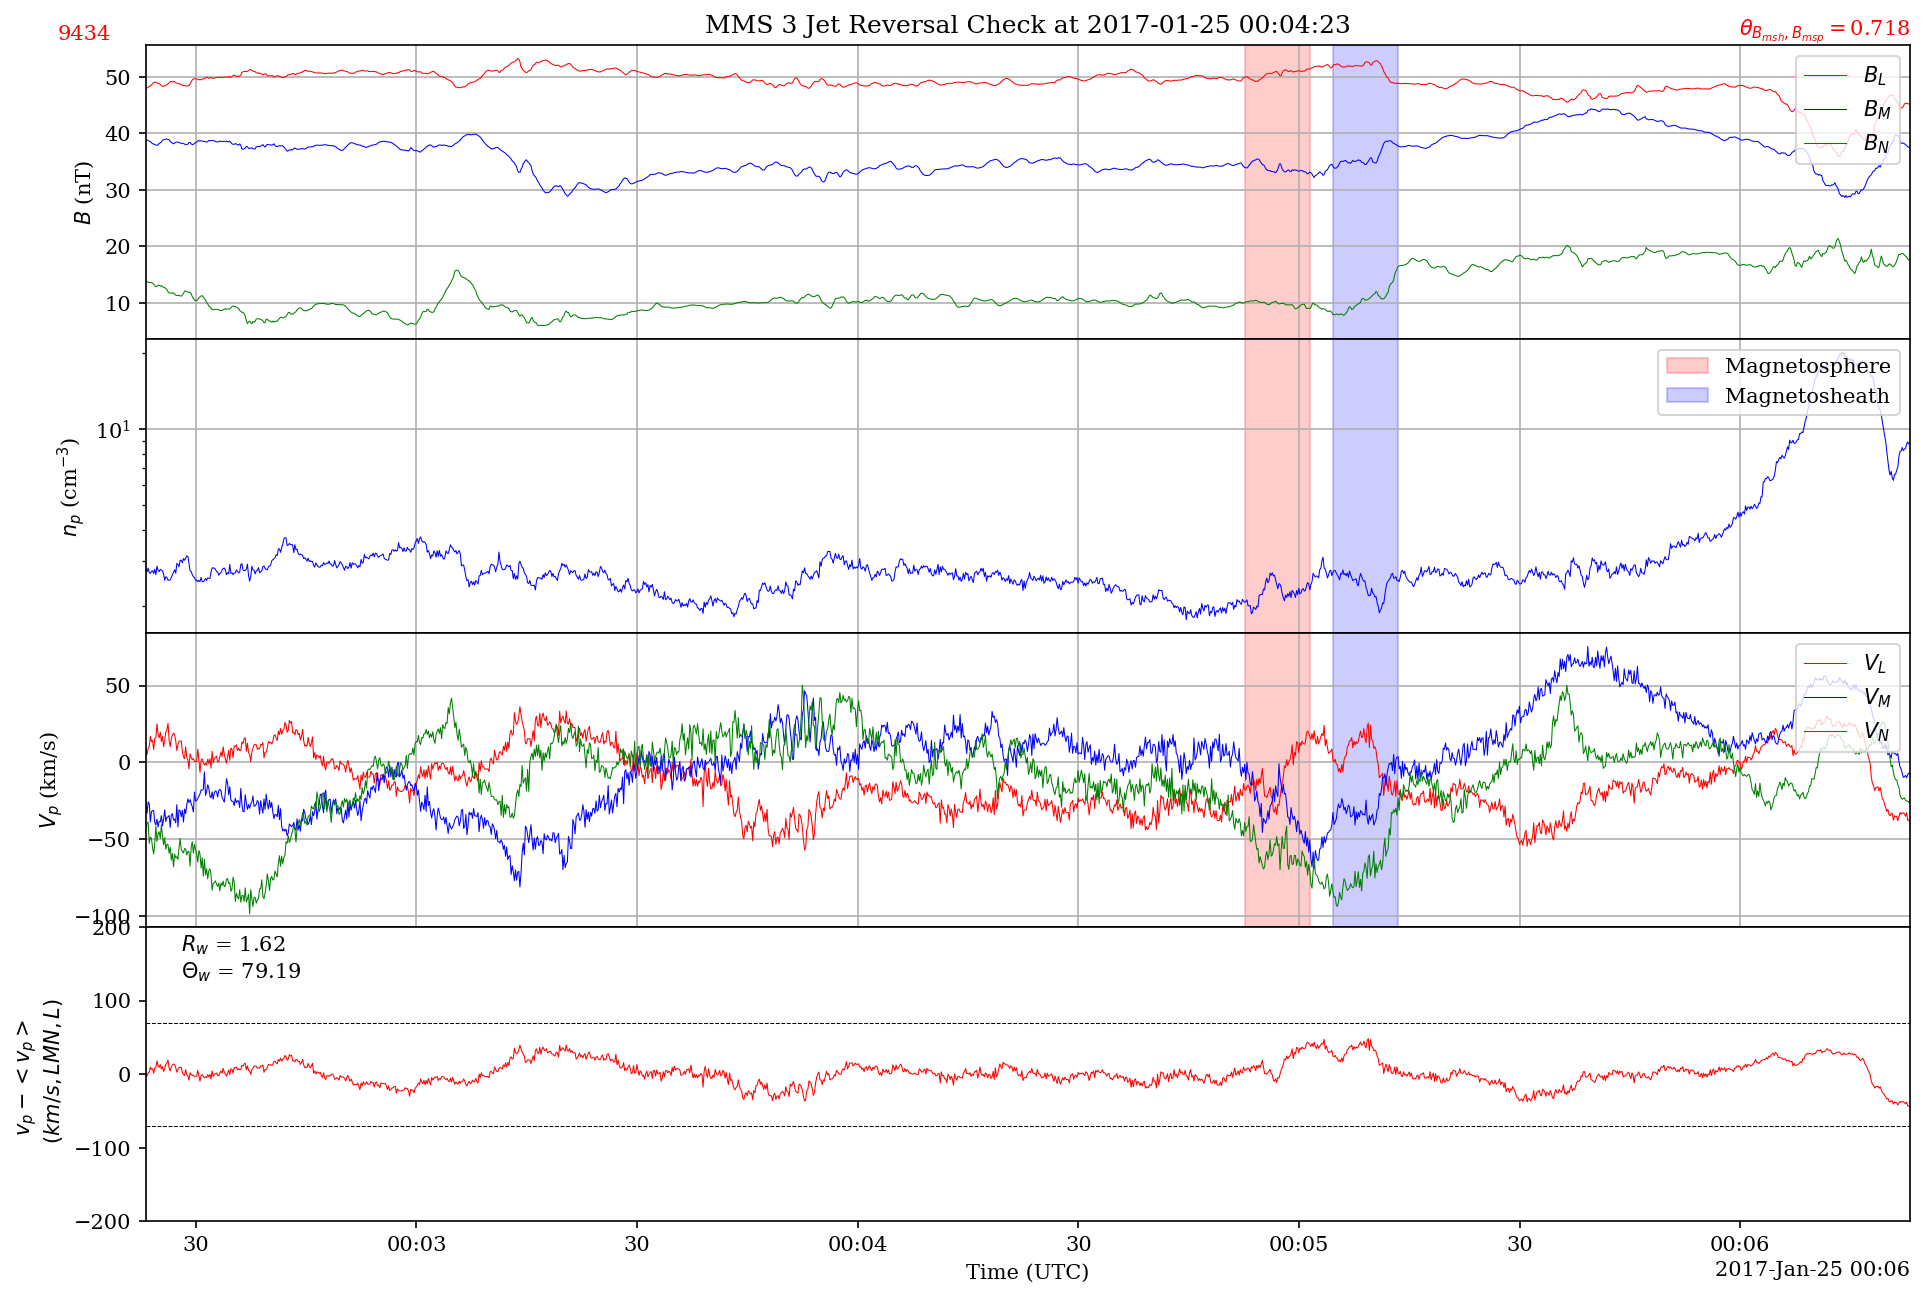 MMS 3 Jet Reversal Check at 2017-01-25 00:04:23
9434
θ_{B_{msh}, B_{msp}} = 0.718
B (nT)
50
40
30
20
10
B_L
B_M
B_N
n_p (cm⁻³)
10¹
Magnetosphere
Magnetosheath
V_p (km/s)
50
0
−50
−100
V_L
V_M
V_N
v_p − < v_p >
(km/s, LMN, L)
200
100
0
−100
−200
R_w = 1.62
Θ_w = 79.19
30 00:03 30 00:04 30 00:05 30 00:06
Time (UTC)
2017-Jan-25 00:06